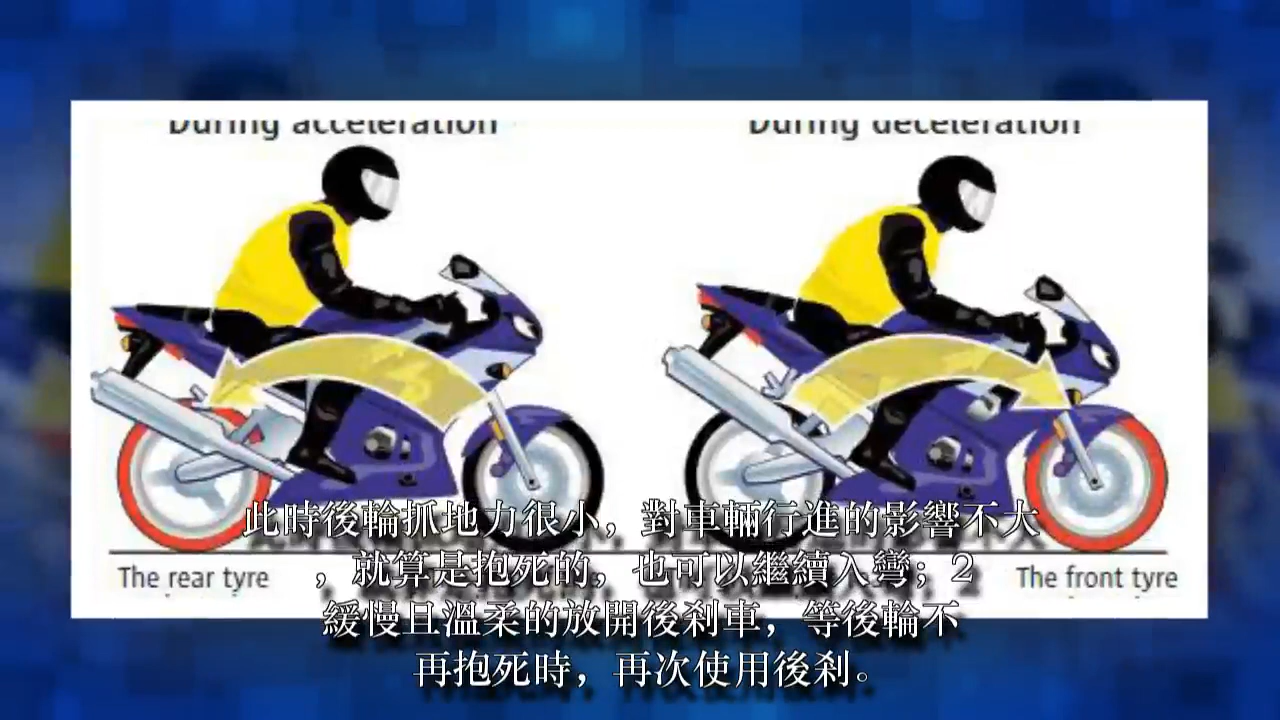 During acceleration
During deceleration
The rear tyre
The front tyre
此時後輪抓地力很小，對車輛行進的影響不大
，就算是抱死的，也可以繼續入彎；2
緩慢且溫柔的放開後剎車，等後輪不
再抱死時，再次使用後剎。